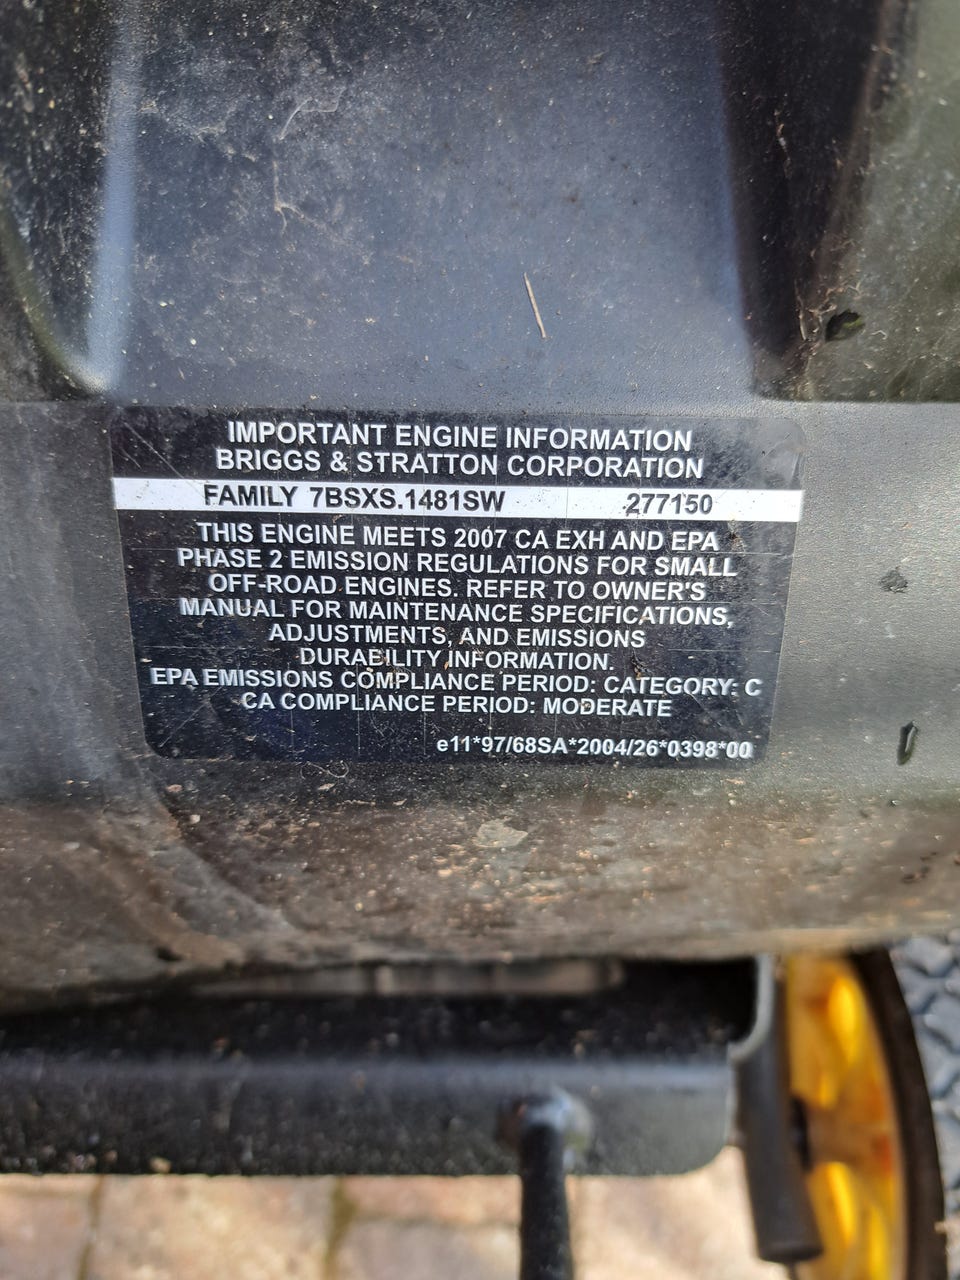 IMPORTANT ENGINE INFORMATION
BRIGGS & STRATTON CORPORATION
FAMILY 7BSXS.1481SW 277150
THIS ENGINE MEETS 2007 CA EXH AND EPA
PHASE 2 EMISSION REGULATIONS FOR SMALL
OFF-ROAD ENGINES. REFER TO OWNER'S
MANUAL FOR MAINTENANCE SPECIFICATIONS,
ADJUSTMENTS, AND EMISSIONS
DURABILITY INFORMATION.
EPA EMISSIONS COMPLIANCE PERIOD: CATEGORY: C
CA COMPLIANCE PERIOD: MODERATE
e11*97/68SA*2004/26*0398*00